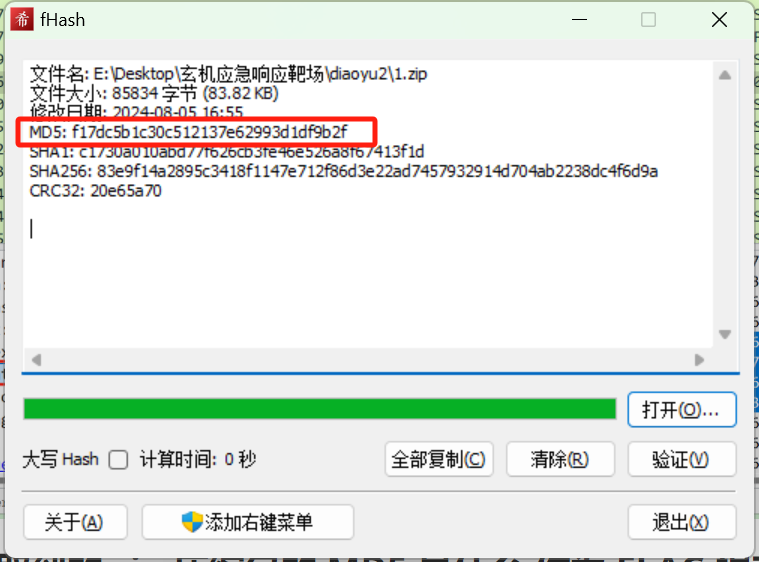 希 fHash
文件名: E:\Desktop\玄机应急响应靶场\diaoyu2\1.zip
文件大小: 85834 字节 (83.82 KB)
修改日期: 2024-08-05 16:55
MD5: f17dc5b1c30c512137e62993d1df9b2f
SHA1: c1730a010abd77f626cb3fe46e526a8f67413f1d
SHA256: 83e9f14a2895c3418f1147e712f86d3e22ad7457932914d704ab2238dc4f6d9a
CRC32: 20e65a70
打开(O)...
大写 Hash 计算时间: 0 秒 全部复制(C) 清除(R) 验证(V)
关于(A) 添加右键菜单 退出(X)